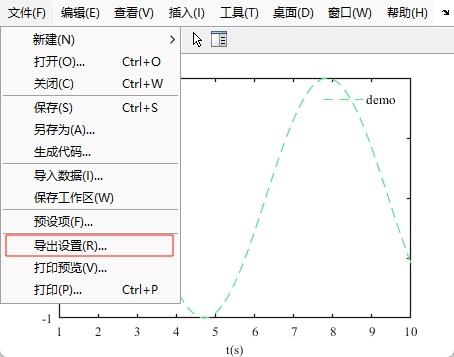 文件(F) 编辑(E) 查看(V) 插入(I) 工具(T) 桌面(D) 窗口(W) 帮助(H)
新建(N)
打开(O)... Ctrl+O
关闭(C) Ctrl+W
保存(S) Ctrl+S
另存为(A)...
生成代码...
导入数据(I)...
保存工作区(W)
预设项(F)...
导出设置(R)...
打印预览(V)...
打印(P)... Ctrl+P
demo
-1
1 2 3 4 5 6 7 8 9 10
t(s)